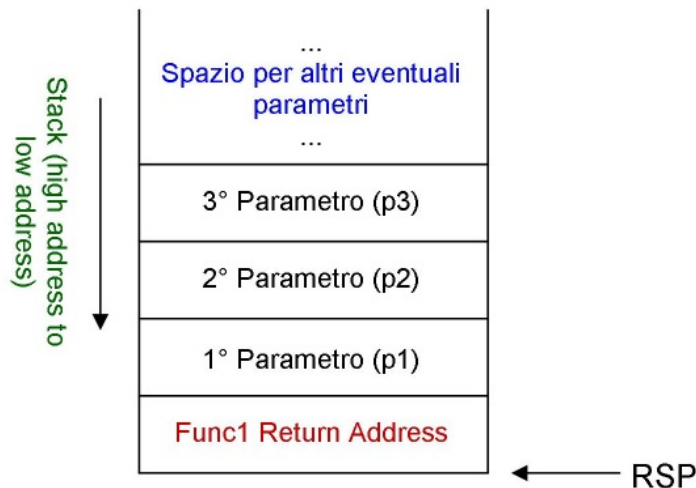 ...
Spazio per altri eventuali
parametri
...
Stack (high address to
low address)
3° Parametro (p3)
2° Parametro (p2)
1° Parametro (p1)
Func1 Return Address
RSP